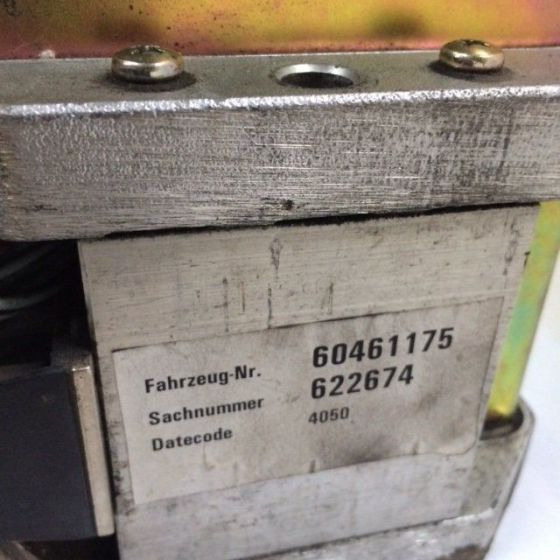 Fahrzeug-Nr. 60461175
Sachnummer 622674
Datecode 4050